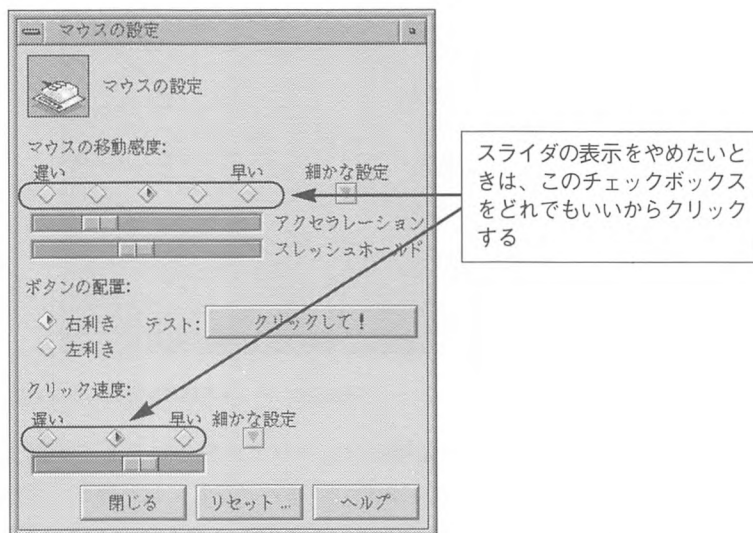 マウスの設定
マウスの設定
マウスの移動感度:
遅い 早い 細かな設定
アクセラレーション
スレッシュホールド
ボタンの配置:
右利き テスト: クリックして!
左利き
クリック速度:
遅い 早い 細かな設定
閉じる リセット ... ヘルプ
スライダの表示をやめたいと
きは、このチェックボックス
をどれでもいいからクリック
する